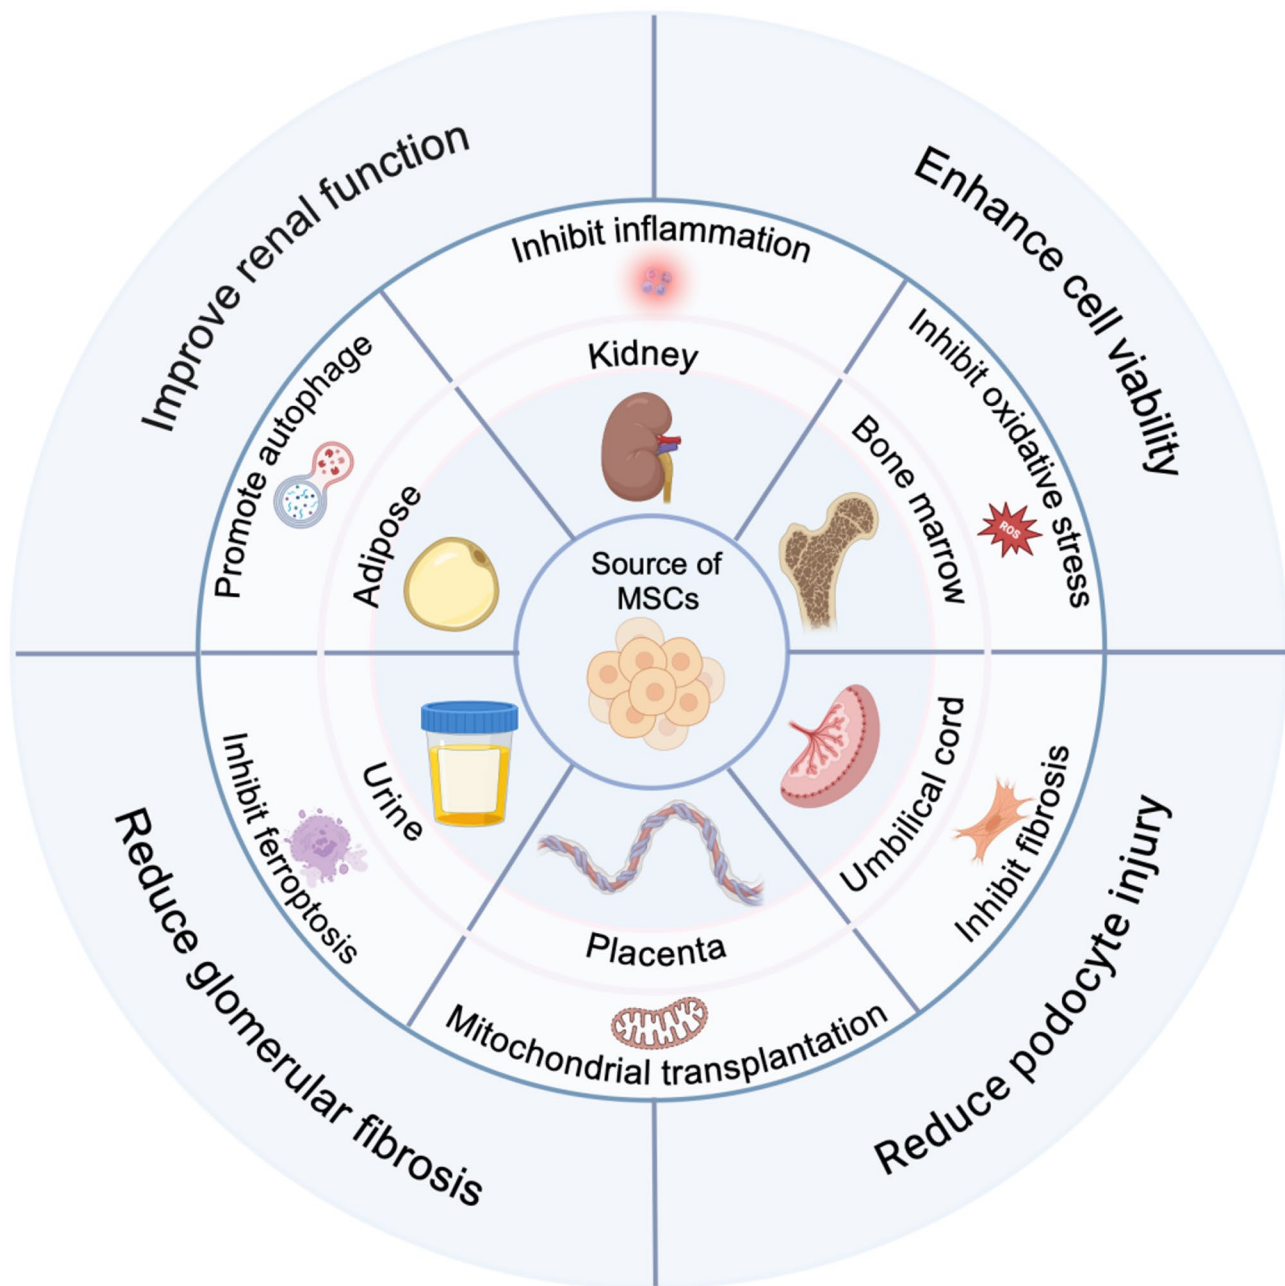 Improve renal function
Enhance cell viability
Inhibit inflammation
Promote autophagy
Inhibit oxidative stress
Kidney
Adipose
Bone marrow
ROS
Source of
MSCs
Urine
Umbilical cord
Inhibit ferroptosis
Inhibit fibrosis
Placenta
Mitochondrial transplantation
Reduce glomerular fibrosis
Reduce podocyte injury